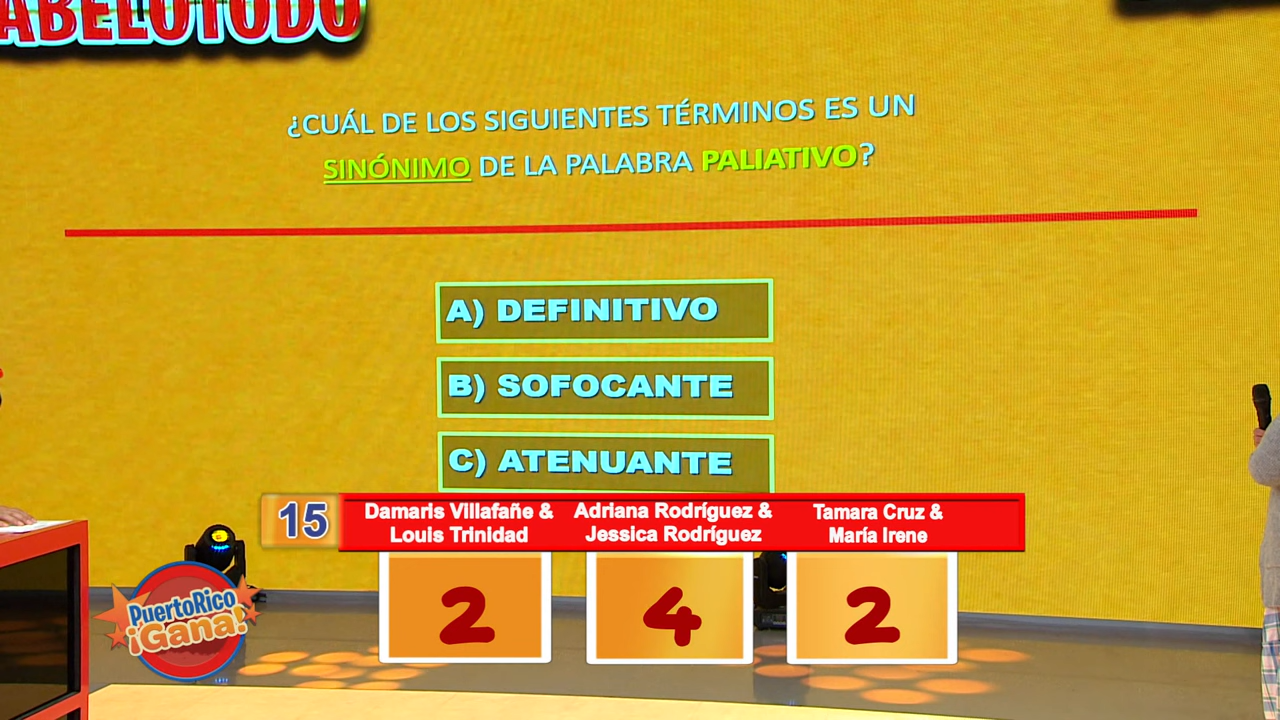 ABELOTODO
¿CUÁL DE LOS SIGUIENTES TÉRMINOS ES UN
SINÓNIMO DE LA PALABRA PALIATIVO?
A) DEFINITIVO
B) SOFOCANTE
C) ATENUANTE
15
Damaris Villafañe &
Louis Trinidad
Adriana Rodríguez &
Jessica Rodríguez
Tamara Cruz &
María Irene
2
4
2
PuertoRico
¡Gana!